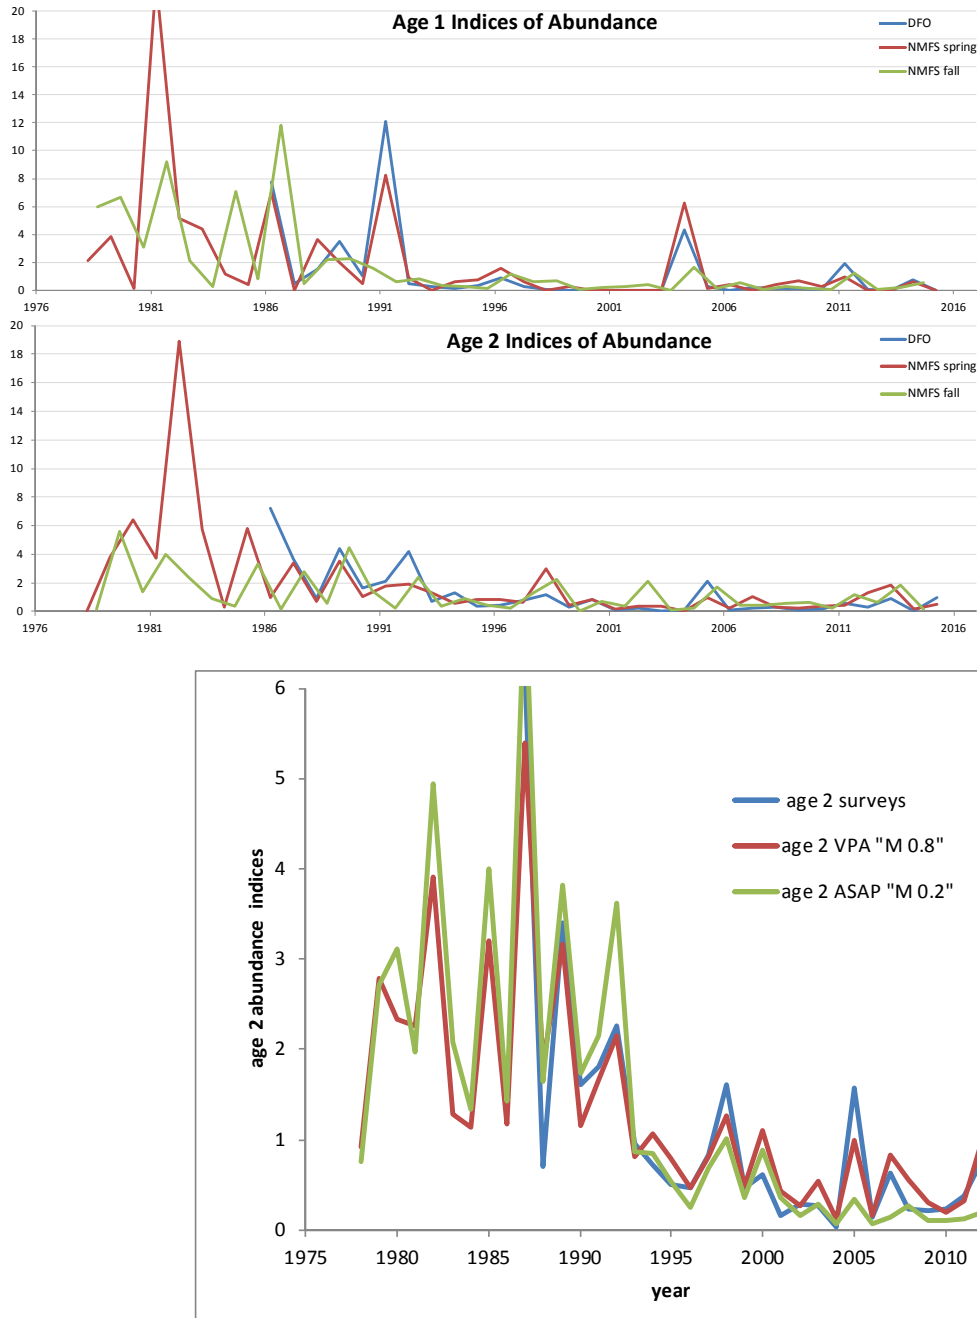 Age 1 Indices of Abundance
DFO
NMFS spring
NMFS fall
20
18
16
14
12
10
8
6
4
2
0
1976 1981 1986 1991 1996 2001 2006 2011 2016
Age 2 Indices of Abundance
DFO
NMFS spring
NMFS fall
20
18
16
14
12
10
8
6
4
2
0
1976 1981 1986 1991 1996 2001 2006 2011 2016
6
5
4
3
2
1
0
age 2 abundance indices
age 2 surveys
age 2 VPA "M 0.8"
age 2 ASAP "M 0.2"
1975 1980 1985 1990 1995 2000 2005 2010
year